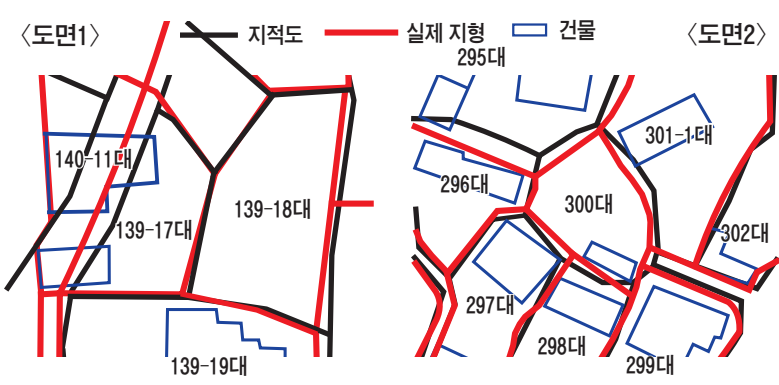 〈도면1〉 지적도 실제 지형 건물 〈도면2〉
295대
301-1대
140-11대
296대
139-18대
300대
139-17대
302대
297대
298대
139-19대
299대